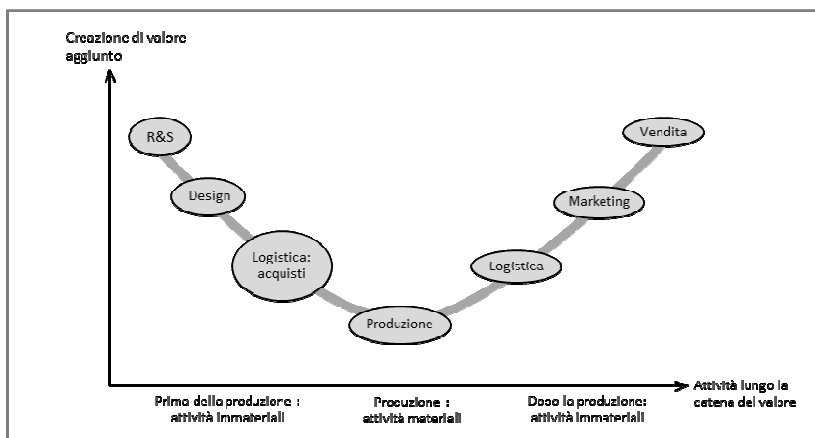 Creazione di valore
aggiunto
R&S
Vendita
Design
Marketing
Logistica:
acquisti
Logistica
Produzione
Attività lungo la
catena del valore
Prima della produzione :
attività immateriali
Produzione :
attività materiali
Dopo la produzione:
attività immateriali